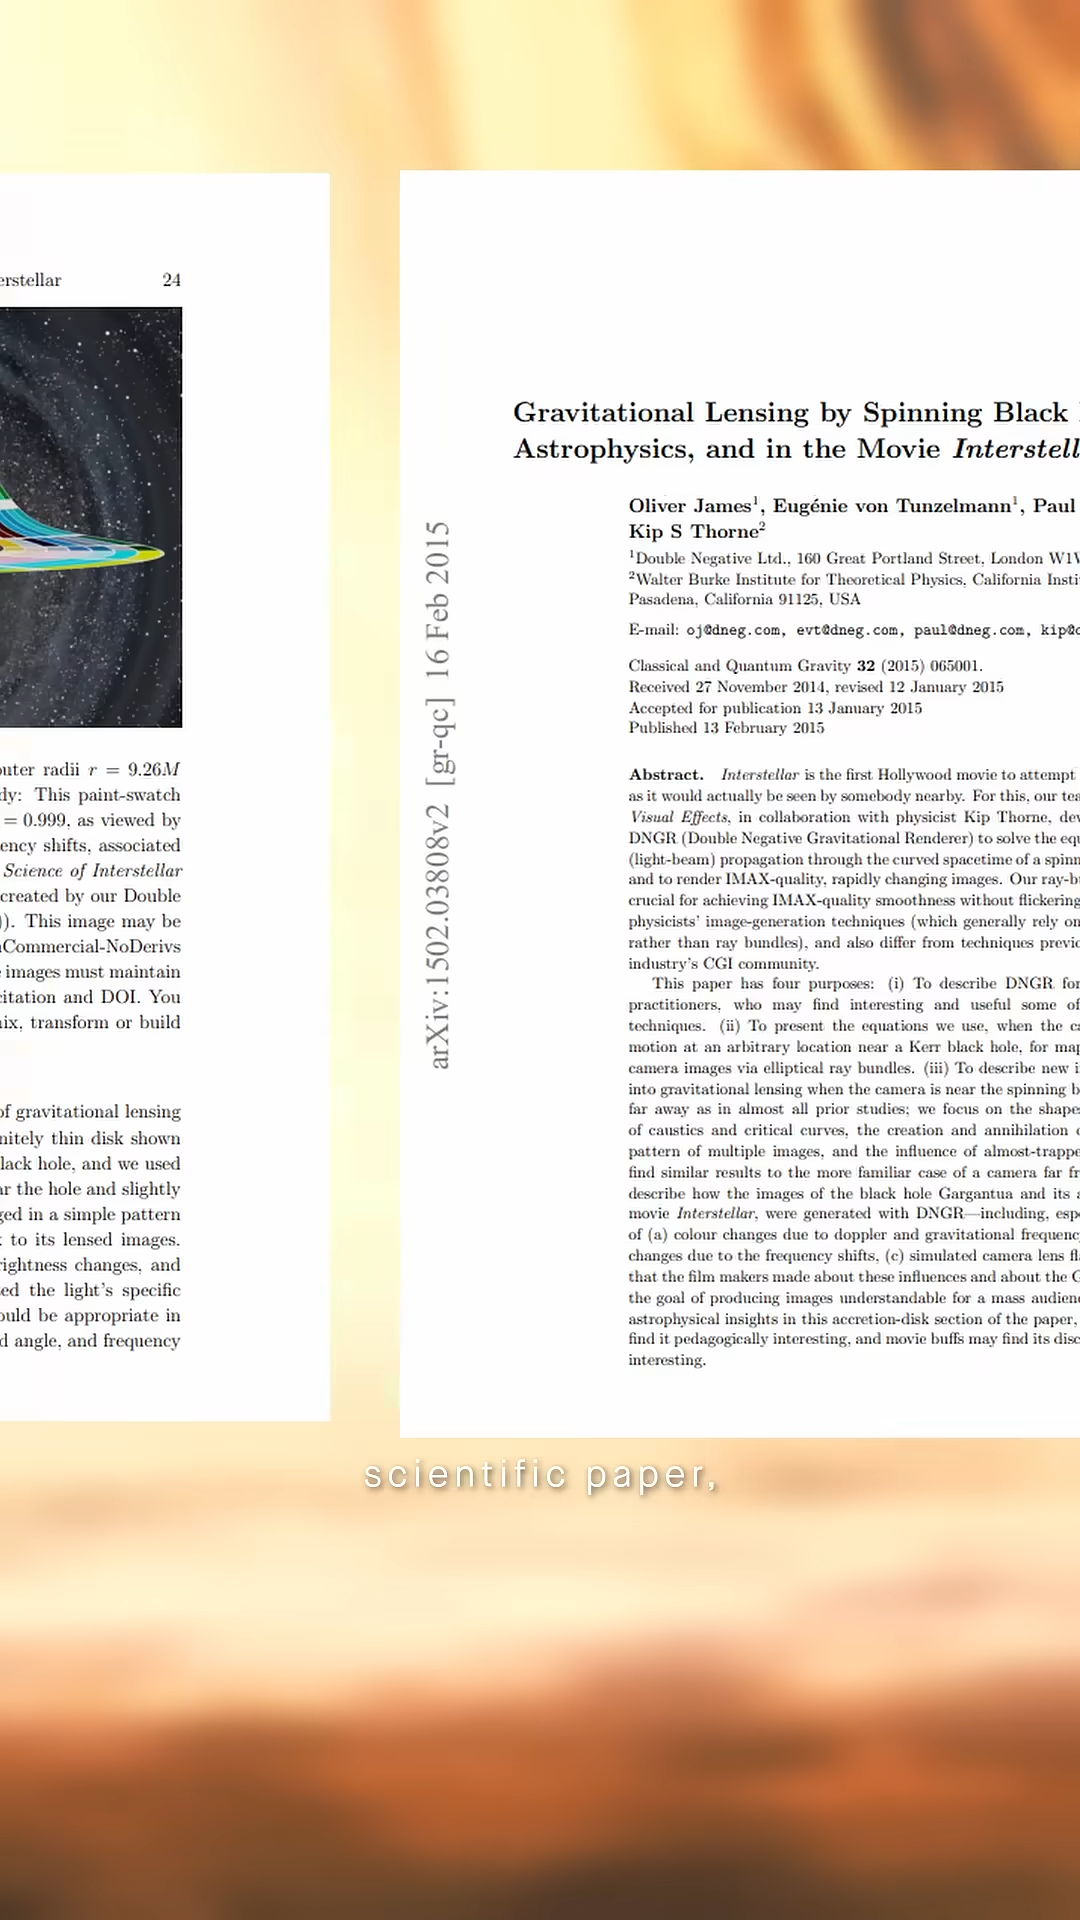 erstellar 24
outer radii r = 9.26M
dy: This paint-swatch
= 0.999, as viewed by
ency shifts, associated
Science of Interstellar
created by our Double
)). This image may be
Commercial-NoDerivs
images must maintain
citation and DOI. You
ix, transform or build
of gravitational lensing
nitely thin disk shown
lack hole, and we used
ar the hole and slightly
ged in a simple pattern
to its lensed images.
rightness changes, and
ed the light's specific
ould be appropriate in
d angle, and frequency
arXiv:1502.03808v2 [gr-qc] 16 Feb 2015
Gravitational Lensing by Spinning Black
Astrophysics, and in the Movie Interstell
Oliver James¹, Eugénie von Tunzelmann¹, Paul
Kip S Thorne²
¹Double Negative Ltd., 160 Great Portland Street, London W1W
²Walter Burke Institute for Theoretical Physics, California Insti
Pasadena, California 91125, USA
E-mail: oj@dneg.com, evt@dneg.com, paul@dneg.com, kip@c
Classical and Quantum Gravity 32 (2015) 065001.
Received 27 November 2014, revised 12 January 2015
Accepted for publication 13 January 2015
Published 13 February 2015
Abstract. Interstellar is the first Hollywood movie to attempt
as it would actually be seen by somebody nearby. For this, our tea
Visual Effects, in collaboration with physicist Kip Thorne, dev
DNGR (Double Negative Gravitational Renderer) to solve the equ
(light-beam) propagation through the curved spacetime of a spinn
and to render IMAX-quality, rapidly changing images. Our ray-bu
crucial for achieving IMAX-quality smoothness without flickering
physicists' image-generation techniques (which generally rely on
rather than ray bundles), and also differ from techniques previo
industry's CGI community.
This paper has four purposes: (i) To describe DNGR for
practitioners, who may find interesting and useful some of
techniques. (ii) To present the equations we use, when the ca
motion at an arbitrary location near a Kerr black hole, for map
camera images via elliptical ray bundles. (iii) To describe new i
into gravitational lensing when the camera is near the spinning b
far away as in almost all prior studies; we focus on the shape
of caustics and critical curves, the creation and annihilation o
pattern of multiple images, and the influence of almost-trappe
find similar results to the more familiar case of a camera far fr
describe how the images of the black hole Gargantua and its a
movie Interstellar, were generated with DNGR—including, esp
of (a) colour changes due to doppler and gravitational frequenc
changes due to the frequency shifts, (c) simulated camera lens fl
that the film makers made about these influences and about the G
the goal of producing images understandable for a mass audien
astrophysical insights in this accretion-disk section of the paper,
find it pedagogically interesting, and movie buffs may find its disc
interesting.
scientific paper,